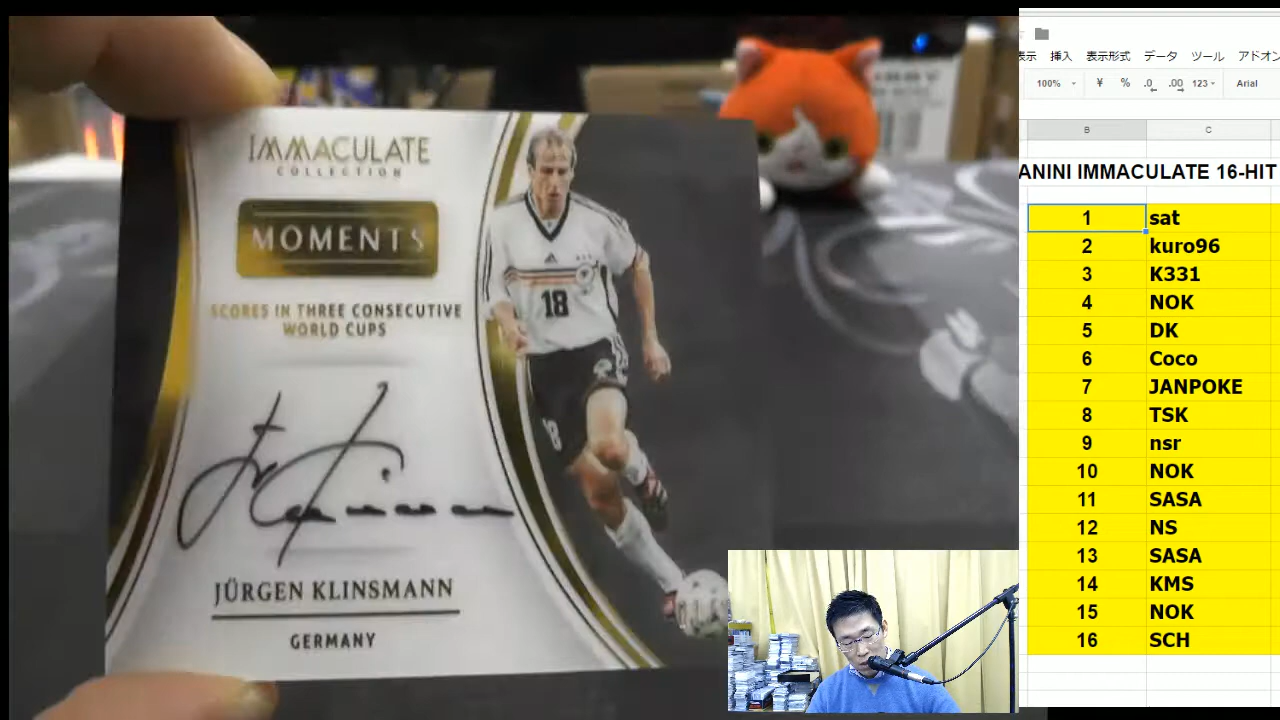 IMMACULATE
COLLECTION
MOMENTS
SCORES IN THREE CONSECUTIVE
WORLD CUPS
JÜRGEN KLINSMANN
GERMANY
18
18
表示 挿入 表示形式 データ ツール アドオン
100% ¥ % .0 .00 123 Arial
B C
ANINI IMMACULATE 16-HIT
1 sat
2 kuro96
3 K331
4 NOK
5 DK
6 Coco
7 JANPOKE
8 TSK
9 nsr
10 NOK
11 SASA
12 NS
13 SASA
14 KMS
15 NOK
16 SCH